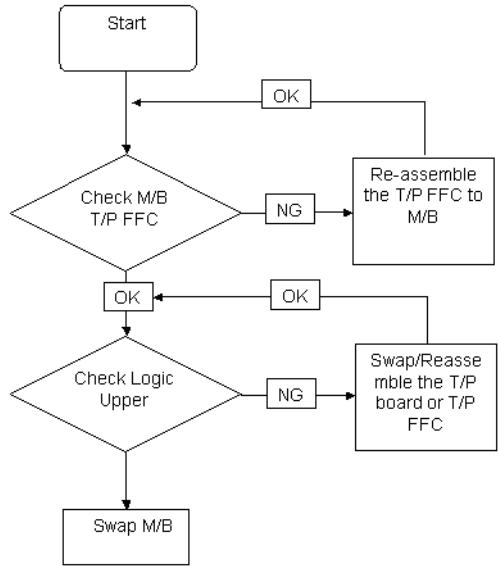 Start
OK
Check M/B
T/P FFC
NG
Re-assemble
the T/P FFC to
M/B
OK
OK
Check Logic
Upper
NG
Swap/Reasse
mble the T/P
board or T/P
FFC
Swap M/B